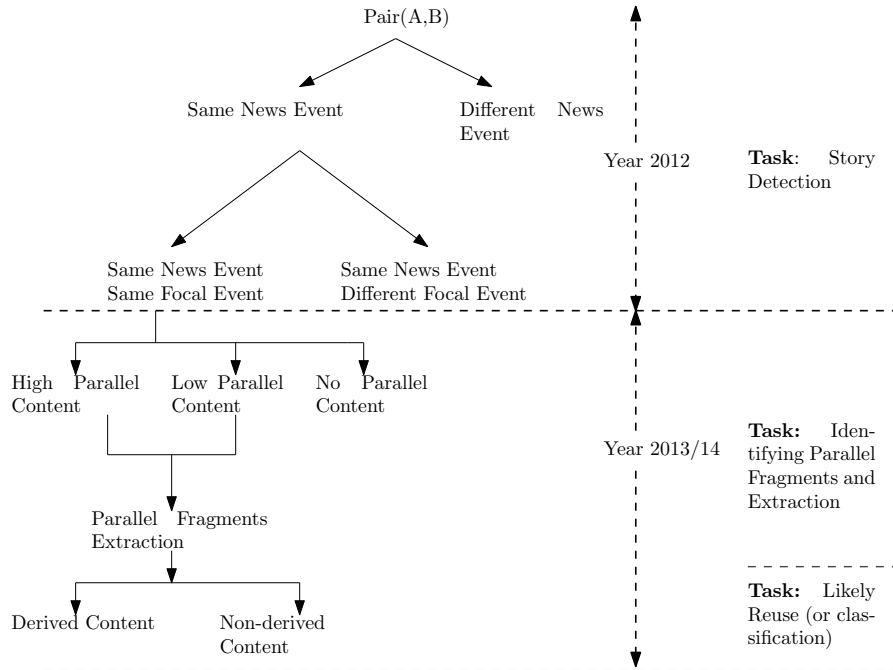 Pair(A,B)
Same News Event
Different News
Event
Year 2012
Task: Story
Detection
Same News Event
Same Focal Event
Same News Event
Different Focal Event
High Parallel
Content
Low Parallel
Content
No Parallel
Content
Year 2013/14
Task: Iden-
tifying Parallel
Fragments and
Extraction
Parallel Fragments
Extraction
Derived Content
Non-derived
Content
Task: Likely
Reuse (or clas-
sification)